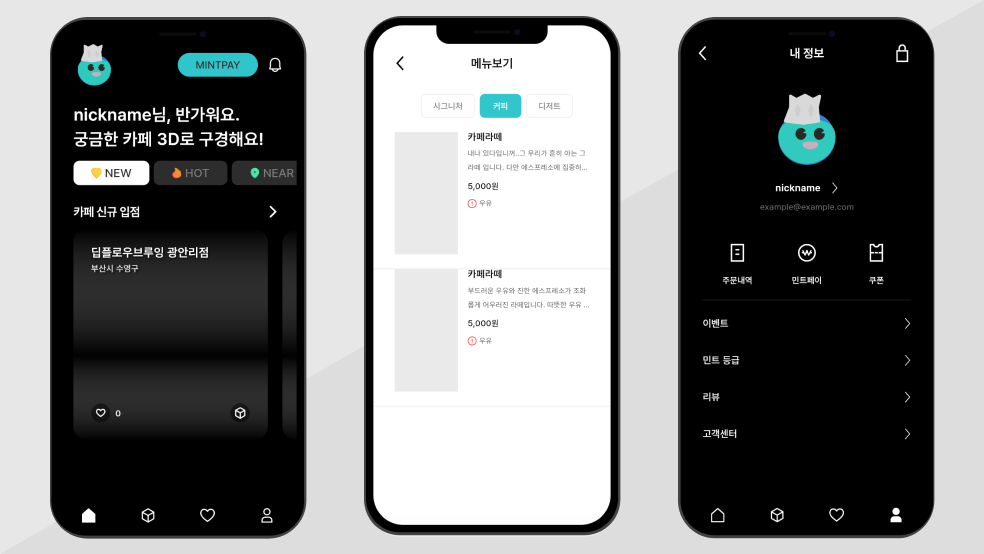 MINTPAY
nickname님, 반가워요.
궁금한 카페 3D로 구경해요!
NEW
HOT
NEAR
카페 신규 입점
딥플로우브루잉 광안리점
부산시 수영구
0
메뉴보기
시그니처
커피
디저트
카페라떼
내나 있다입니꺼..그 우리가 흔히 아는 그
라떼 입니다. 다만 에스프레소에 집중하...
5,000원
우유
카페라떼
부드러운 우유와 진한 에스프레소가 조화
롭게 어우러진 라떼입니다. 따뜻한 우유 ...
5,000원
우유
내 정보
nickname
example@example.com
주문내역
민트페이
쿠폰
이벤트
민트 등급
리뷰
고객센터